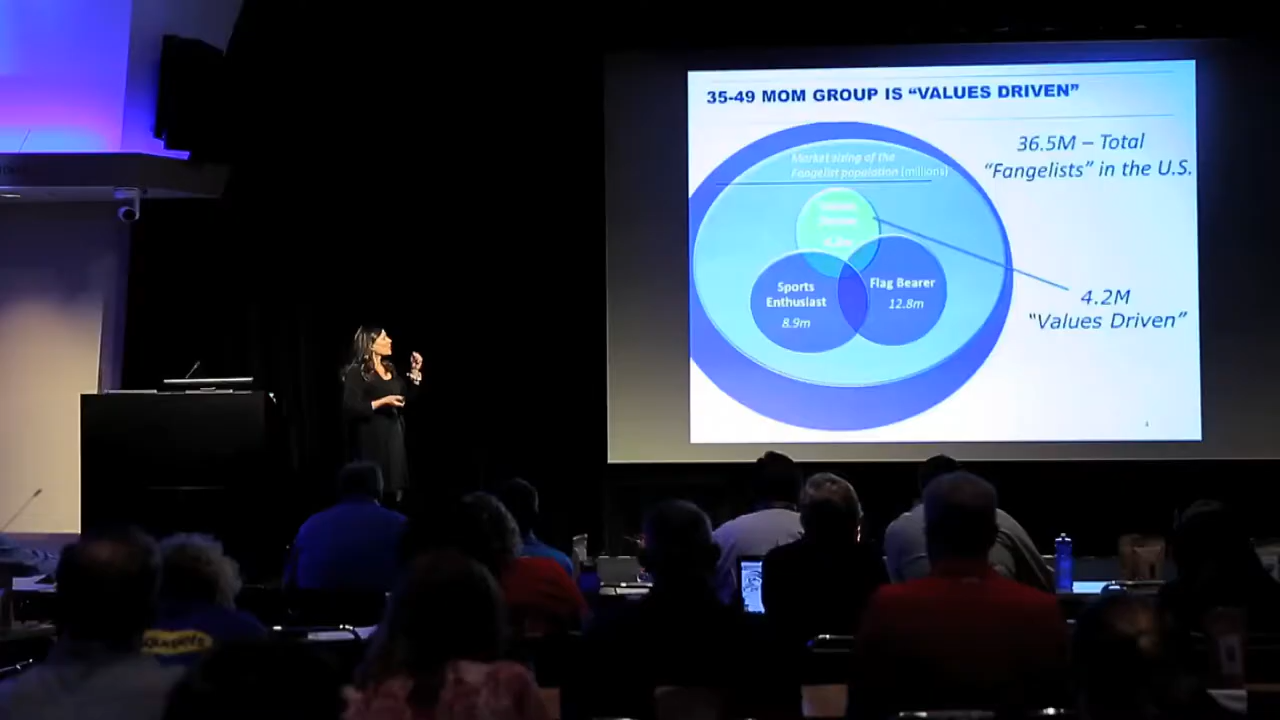 35-49 MOM GROUP IS “VALUES DRIVEN”
Market sizing of the
Fangelist population (millions)
36.5M – Total
“Fangelists” in the U.S.
Sports
Enthusiast
8.9m
Flag Bearer
12.8m
4.2M
“Values Driven”